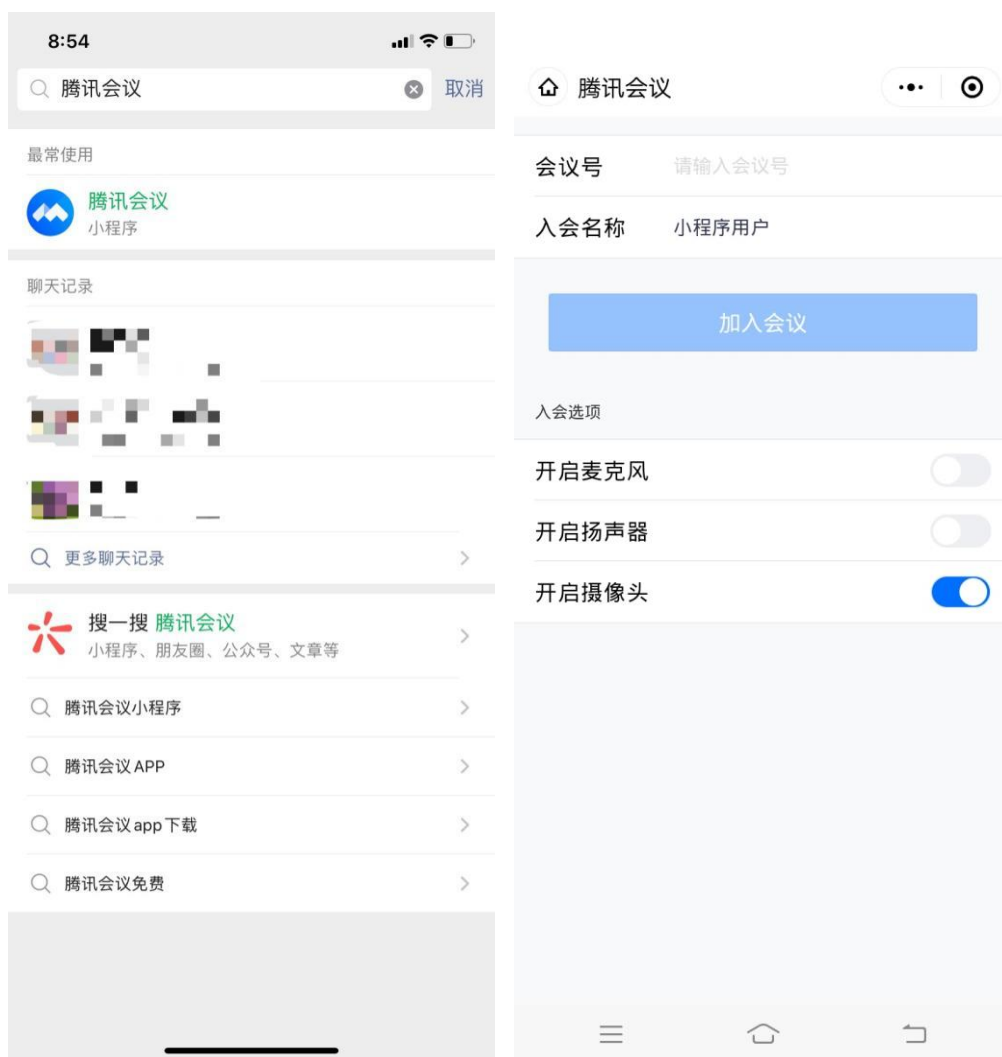 8:54
腾讯会议
取消
最常使用
腾讯会议
小程序
聊天记录
更多聊天记录
搜一搜 腾讯会议
小程序、朋友圈、公众号、文章等
腾讯会议小程序
腾讯会议APP
腾讯会议app下载
腾讯会议免费
腾讯会议
会议号 请输入会议号
入会名称 小程序用户
加入会议
入会选项
开启麦克风
开启扬声器
开启摄像头